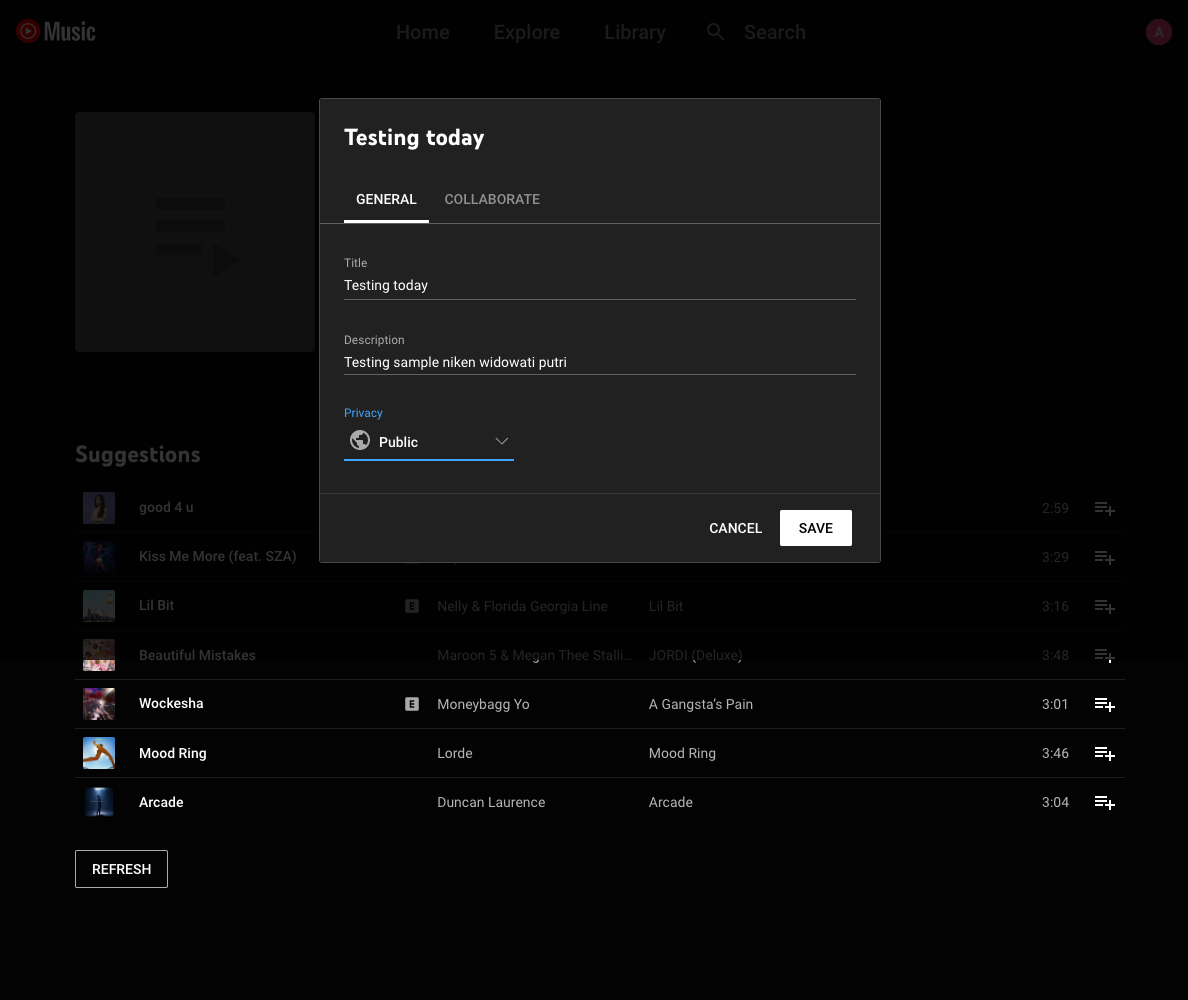 Music
Home Explore Library Search
A
Testing today
GENERAL COLLABORATE
Title
Testing today
Description
Testing sample niken widowati putri
Privacy
Public
CANCEL SAVE
Suggestions
good 4 u 2:59
Kiss Me More (feat. SZA) 3:29
Lil Bit E Nelly & Florida Georgia Line Lil Bit 3:16
Beautiful Mistakes Maroon 5 & Megan Thee Stalli... JORDI (Deluxe) 3:48
Wockesha E Moneybagg Yo A Gangsta’s Pain 3:01
Mood Ring Lorde Mood Ring 3:46
Arcade Duncan Laurence Arcade 3:04
REFRESH